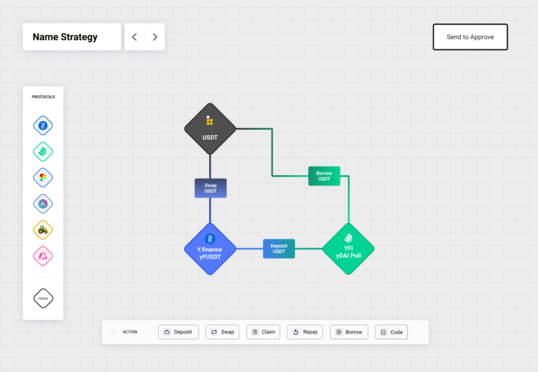 Name Strategy
Send to Approve
PROTOCOLS
USDT
Borrow
USDT
Swap
USDT
Y.finance
yFUSDT
Deposit
USDT
YFI
yDAI Poll
more
ACTION
Deposit
Swap
Claim
Repay
Borrow
Code